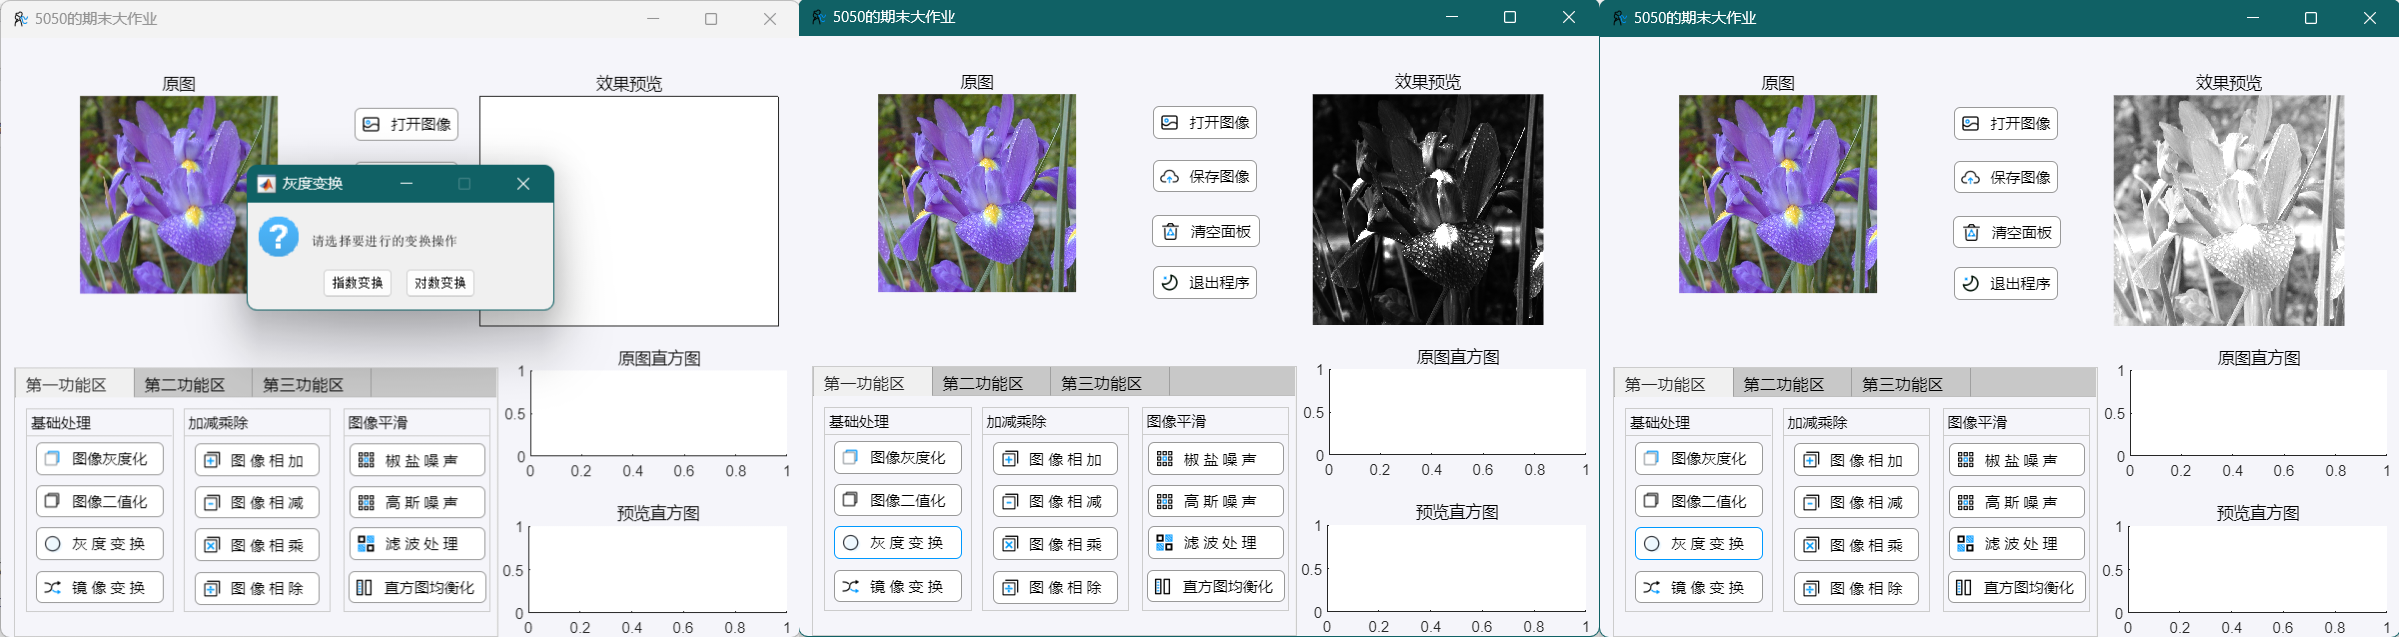 5050的期末大作业
原图
效果预览
打开图像
灰度变换
请选择要进行的变换操作
指数变换
对数变换
原图直方图
1
0.5
0
0 0.2 0.4 0.6 0.8 1
预览直方图
1
0.5
0
0 0.2 0.4 0.6 0.8 1
第一功能区 第二功能区 第三功能区
基础处理
图像灰度化
图像二值化
灰度变换
镜像变换
加减乘除
图像相加
图像相减
图像相乘
图像相除
图像平滑
椒盐噪声
高斯噪声
滤波处理
直方图均衡化
5050的期末大作业
原图
效果预览
打开图像
保存图像
清空面板
退出程序
原图直方图
1
0.5
0
0 0.2 0.4 0.6 0.8 1
预览直方图
1
0.5
0
0 0.2 0.4 0.6 0.8 1
第一功能区 第二功能区 第三功能区
基础处理
图像灰度化
图像二值化
灰度变换
镜像变换
加减乘除
图像相加
图像相减
图像相乘
图像相除
图像平滑
椒盐噪声
高斯噪声
滤波处理
直方图均衡化
5050的期末大作业
原图
效果预览
打开图像
保存图像
清空面板
退出程序
原图直方图
1
0.5
0
0 0.2 0.4 0.6 0.8 1
预览直方图
1
0.5
0
0 0.2 0.4 0.6 0.8 1
第一功能区 第二功能区 第三功能区
基础处理
图像灰度化
图像二值化
灰度变换
镜像变换
加减乘除
图像相加
图像相减
图像相乘
图像相除
图像平滑
椒盐噪声
高斯噪声
滤波处理
直方图均衡化